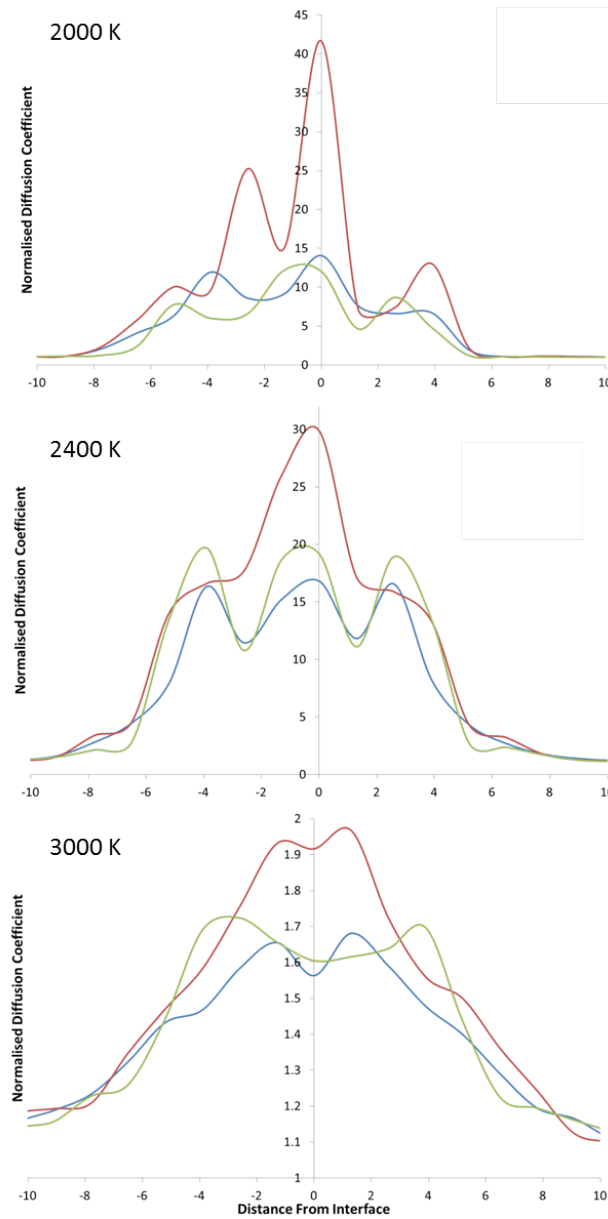 2000 K
Normalised Diffusion Coefficient
45
40
35
30
25
20
15
10
5
-10 -8 -6 -4 -2 0 2 4 6 8 10
2400 K
Normalised Diffusion Coefficient
30
25
20
15
10
5
0
-10 -8 -6 -4 -2 0 2 4 6 8 10
3000 K
Normalised Diffusion Coefficient
2
1.9
1.8
1.7
1.6
1.5
1.4
1.3
1.2
1.1
1
-10 -8 -6 -4 -2 0 2 4 6 8 10
Distance From Interface